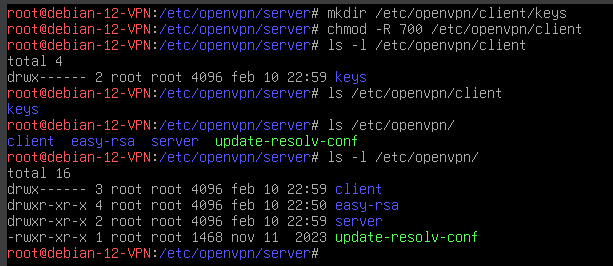 root@debian-12-VPN:/etc/openvpn/server# mkdir /etc/openvpn/client/keys
root@debian-12-VPN:/etc/openvpn/server# chmod -R 700 /etc/openvpn/client
root@debian-12-VPN:/etc/openvpn/server# ls -l /etc/openvpn/client
total 4
drwx------ 2 root root 4096 feb 10 22:59 keys
root@debian-12-VPN:/etc/openvpn/server# ls /etc/openvpn/client
keys
root@debian-12-VPN:/etc/openvpn/server# ls /etc/openvpn/
client  easy-rsa  server  update-resolv-conf
root@debian-12-VPN:/etc/openvpn/server# ls -l /etc/openvpn/
total 16
drwx------ 3 root root 4096 feb 10 22:59 client
drwxr-xr-x 4 root root 4096 feb 10 22:50 easy-rsa
drwxr-xr-x 2 root root 4096 feb 10 22:59 server
-rwxr-xr-x 1 root root 1468 nov 11  2023 update-resolv-conf
root@debian-12-VPN:/etc/openvpn/server#